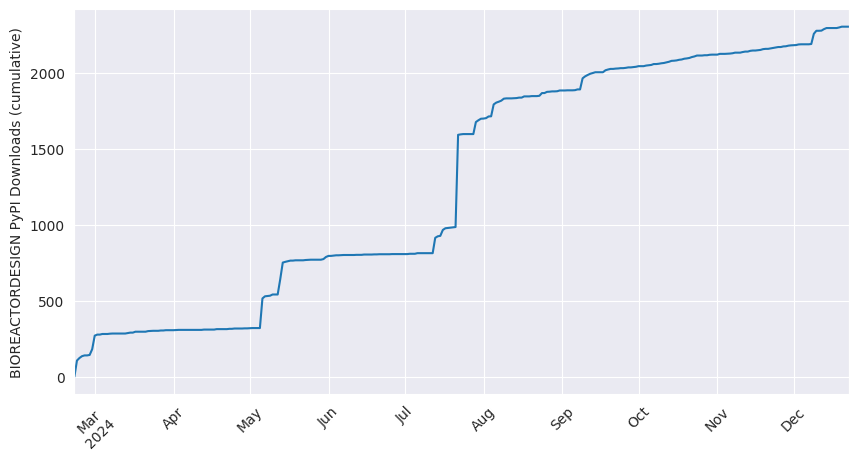 BIOREACTORDESIGN PyPI Downloads (cumulative)
2000
1500
1000
500
0
Mar
2024
Apr
May
Jun
Jul
Aug
Sep
Oct
Nov
Dec